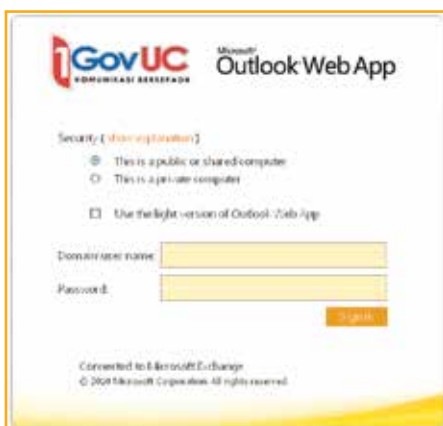 1GovUC
KOMUNIKASI BERSEPADU
Microsoft
Outlook Web App
Security ( show explanation )
This is a public or shared computer
This is a private computer
Use the light version of Outlook Web App
Domain\user name:
Password:
Sign in
Connected to Microsoft Exchange
© 2010 Microsoft Corporation. All rights reserved.